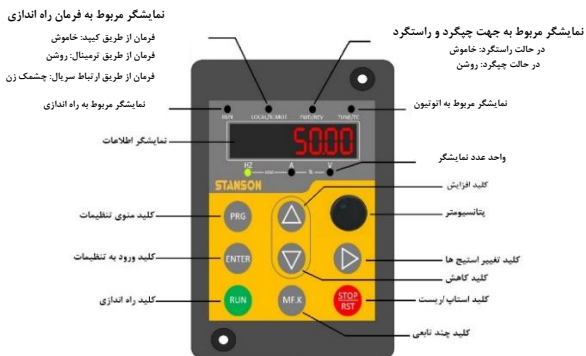 نمایشگر مربوط به فرمان راه اندازی
فرمان از طریق کیپد: خاموش
فرمان از طریق ترمینال: روشن
فرمان از طریق ارتباط سریال: چشمک زن
نمایشگر مربوط به جهت چپگرد و راستگرد
در حالت راستگرد: خاموش
در حالت چپگرد: روشن
نمایشگر مربوط به راه اندازی
نمایشگر مربوط به اتوتیون
RUN LOCAL/REMOT FWD/REV TUNE/TC
نمایشگر اطلاعات
50.00
واحد عدد نمایشگر
HZ A V
RPM %
STANSON
کلید افزایش
کلید منوی تنظیمات
PRG
پتانسیومتر
کلید ورود به تنظیمات
ENTER
کلید تغییر استیج ها
کلید کاهش
کلید راه اندازی
RUN
MF.K
STOP
RST
کلید استاپ/ریست
کلید چند تابعی